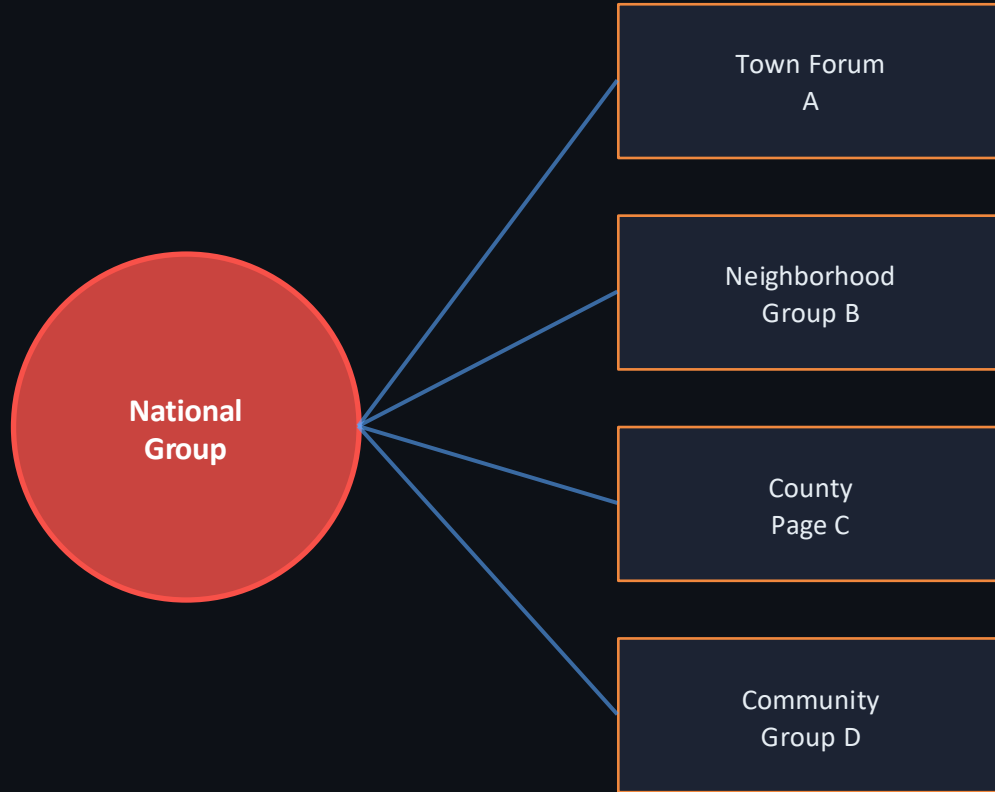 National
Group
Town Forum
A
Neighborhood
Group B
County
Page C
Community
Group D